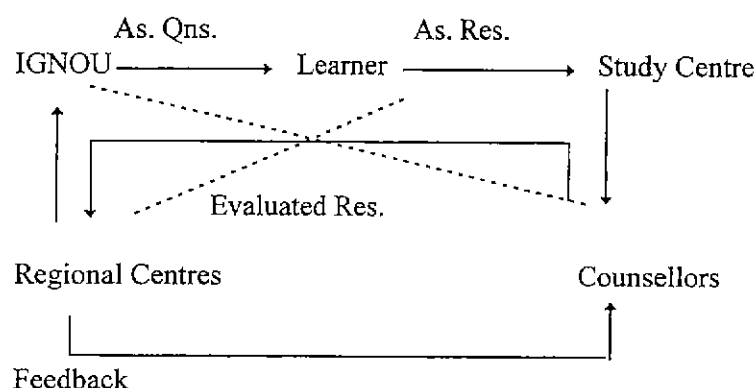 As. Qns. As. Res.
IGNOU Learner Study Centre
Evaluated Res.
Regional Centres Counsellors
Feedback